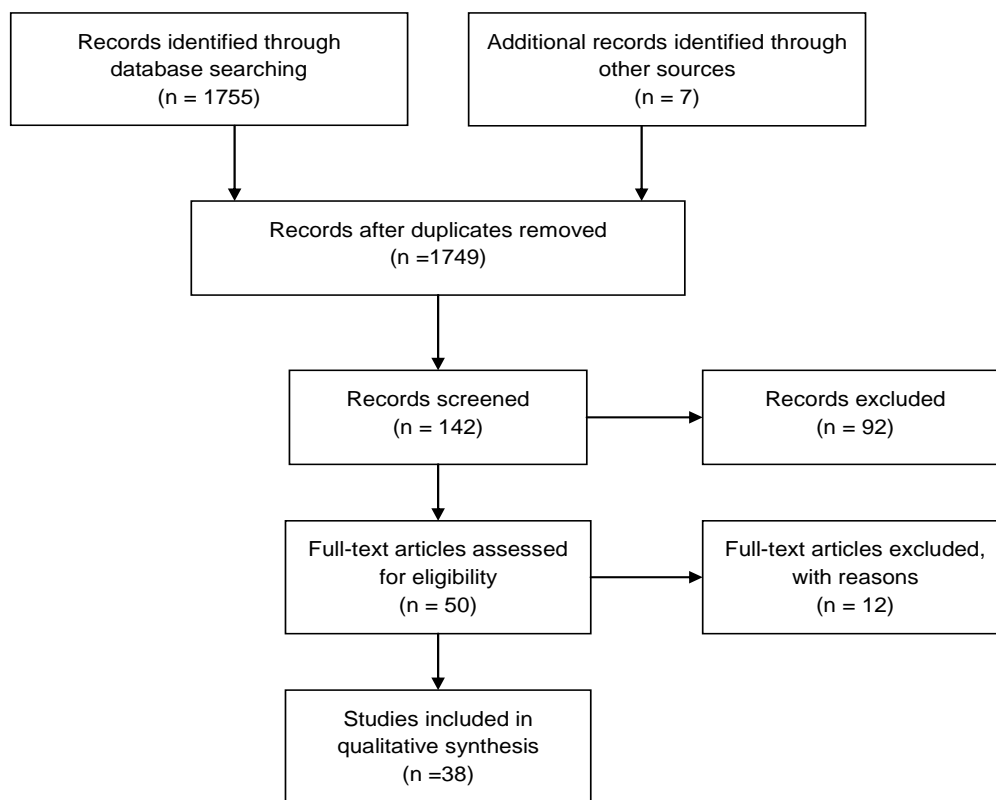 Records identified through
database searching
(n = 1755)
Additional records identified through
other sources
(n = 7)
Records after duplicates removed
(n =1749)
Records screened
(n = 142)
Records excluded
(n = 92)
Full-text articles assessed
for eligibility
(n = 50)
Full-text articles excluded,
with reasons
(n = 12)
Studies included in
qualitative synthesis
(n =38)